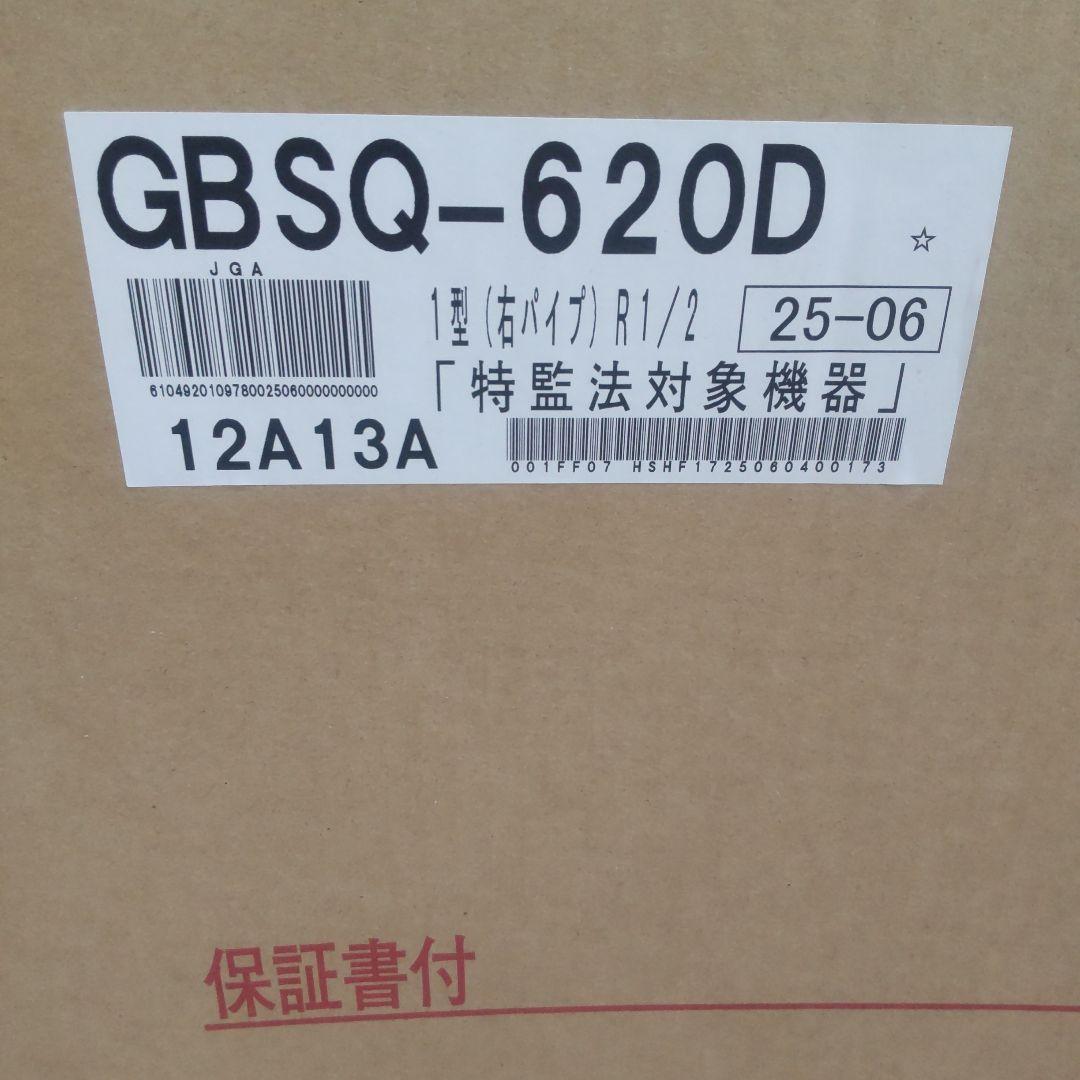 GBSQ-620D ☆
JGA
1型(右パイプ)R1/2 25-06
6104920109780025060000000000
「特監法対象機器」
12A13A
001FF07 HSHF1725060400173
保証書付